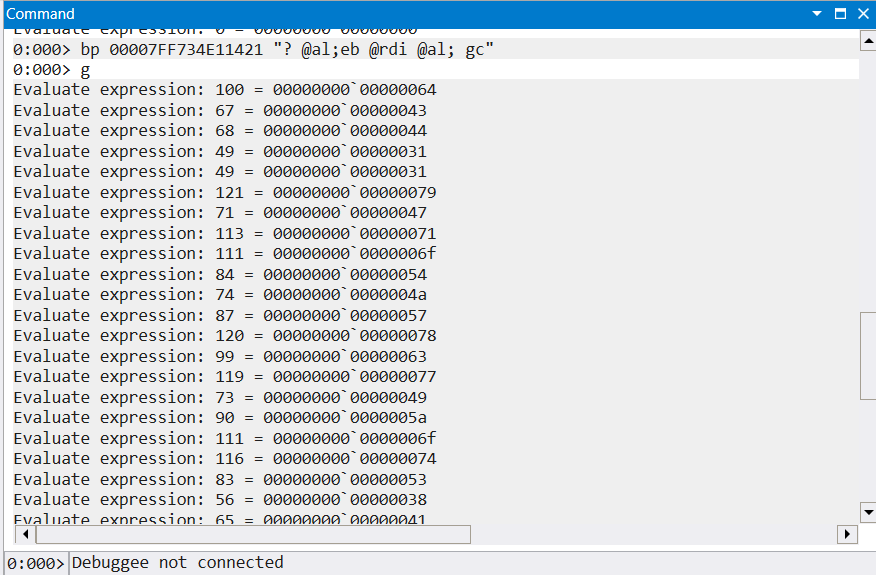 Command
Evaluate expression: 0 = 00000000`00000000
0:000> bp 00007FF734E11421 "? @al;eb @rdi @al; gc"
0:000> g
Evaluate expression: 100 = 00000000`00000064
Evaluate expression: 67 = 00000000`00000043
Evaluate expression: 68 = 00000000`00000044
Evaluate expression: 49 = 00000000`00000031
Evaluate expression: 49 = 00000000`00000031
Evaluate expression: 121 = 00000000`00000079
Evaluate expression: 71 = 00000000`00000047
Evaluate expression: 113 = 00000000`00000071
Evaluate expression: 111 = 00000000`0000006f
Evaluate expression: 84 = 00000000`00000054
Evaluate expression: 74 = 00000000`0000004a
Evaluate expression: 87 = 00000000`00000057
Evaluate expression: 120 = 00000000`00000078
Evaluate expression: 99 = 00000000`00000063
Evaluate expression: 119 = 00000000`00000077
Evaluate expression: 73 = 00000000`00000049
Evaluate expression: 90 = 00000000`0000005a
Evaluate expression: 111 = 00000000`0000006f
Evaluate expression: 116 = 00000000`00000074
Evaluate expression: 83 = 00000000`00000053
Evaluate expression: 56 = 00000000`00000038
Evaluate expression: 65 = 00000000`00000041
0:000> Debuggee not connected